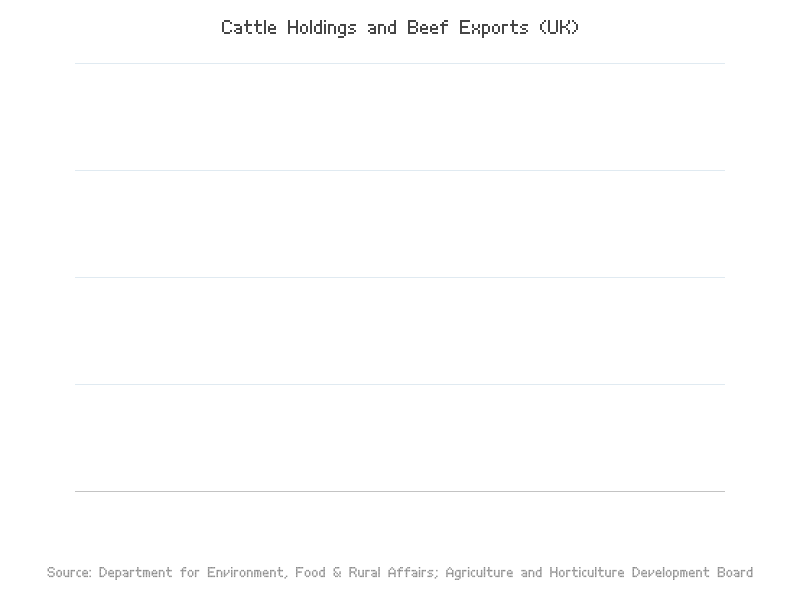 Cattle Holdings and Beef Exports (UK)
Source: Department for Environment, Food & Rural Affairs; Agriculture and Horticulture Development Board